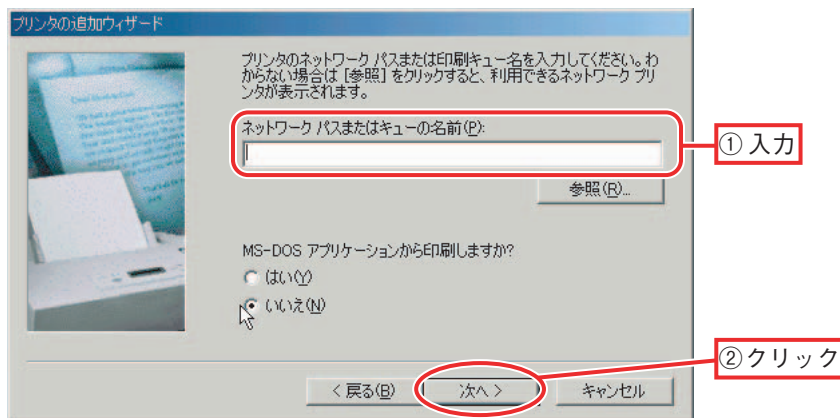 プリンタの追加ウィザード
プリンタのネットワーク パスまたは印刷キュー名を入力してください。わ
からない場合は [参照] をクリックすると、利用できるネットワーク プリ
ンタが表示されます。
ネットワーク パスまたはキューの名前(P):
① 入力
参照(R)...
MS-DOS アプリケーションから印刷しますか?
はい(Y)
いいえ(N)
②クリック
< 戻る(B)
次へ >
キャンセル